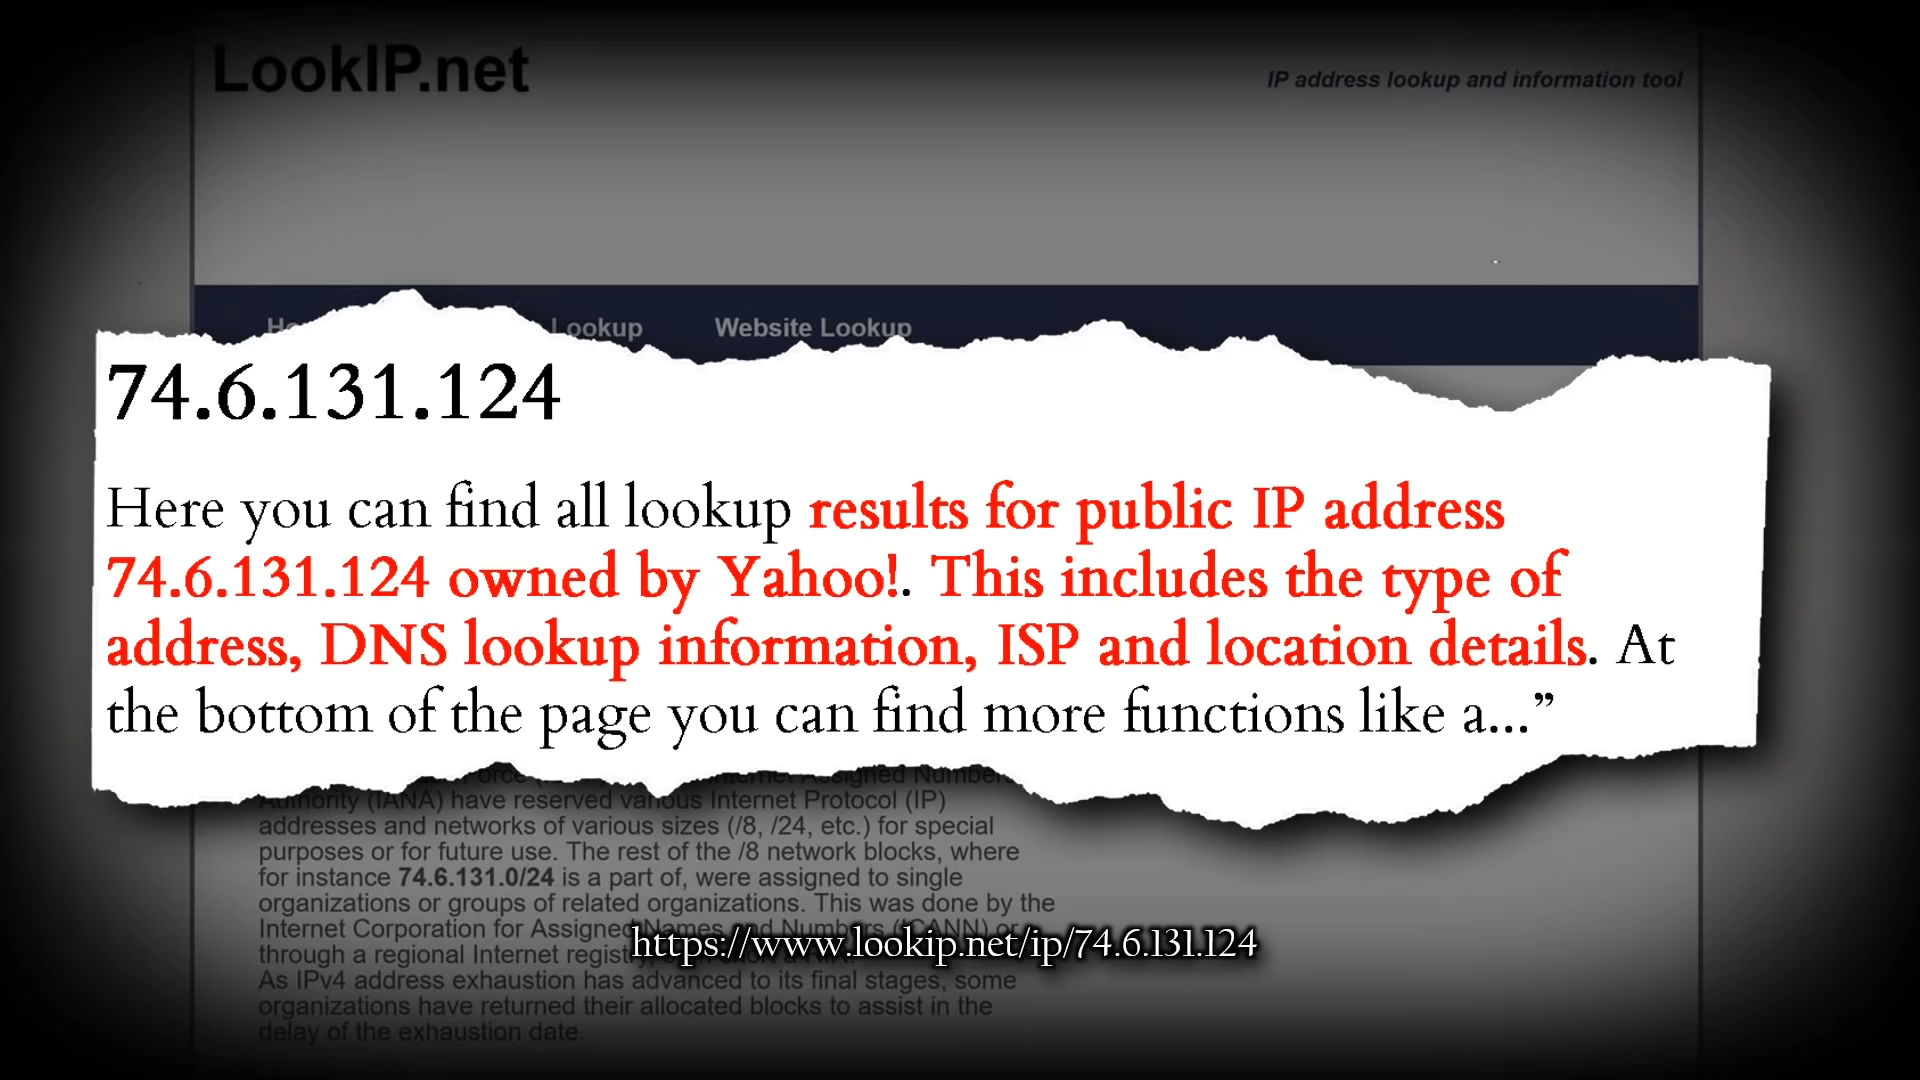 LookIP.net
IP address lookup and information tool
Lookup
Website Lookup
74.6.131.124
Here you can find all lookup results for public IP address
74.6.131.124 owned by Yahoo!. This includes the type of
address, DNS lookup information, ISP and location details. At
the bottom of the page you can find more functions like a...”
Authority (IANA) have reserved various Internet Protocol (IP)
addresses and networks of various sizes (/8, /24, etc.) for special
purposes or for future use. The rest of the /8 network blocks, where
for instance 74.6.131.0/24 is a part of, were assigned to single
organizations or groups of related organizations. This was done by the
Internet Corporation for Assigned Names and Numbers (ICANN) or
through a regional Internet registry,
https://www.lookip.net/ip/74.6.131.124
As IPv4 address exhaustion has advanced to its final stages, some
organizations have returned their allocated blocks to assist in the
delay of the exhaustion date.